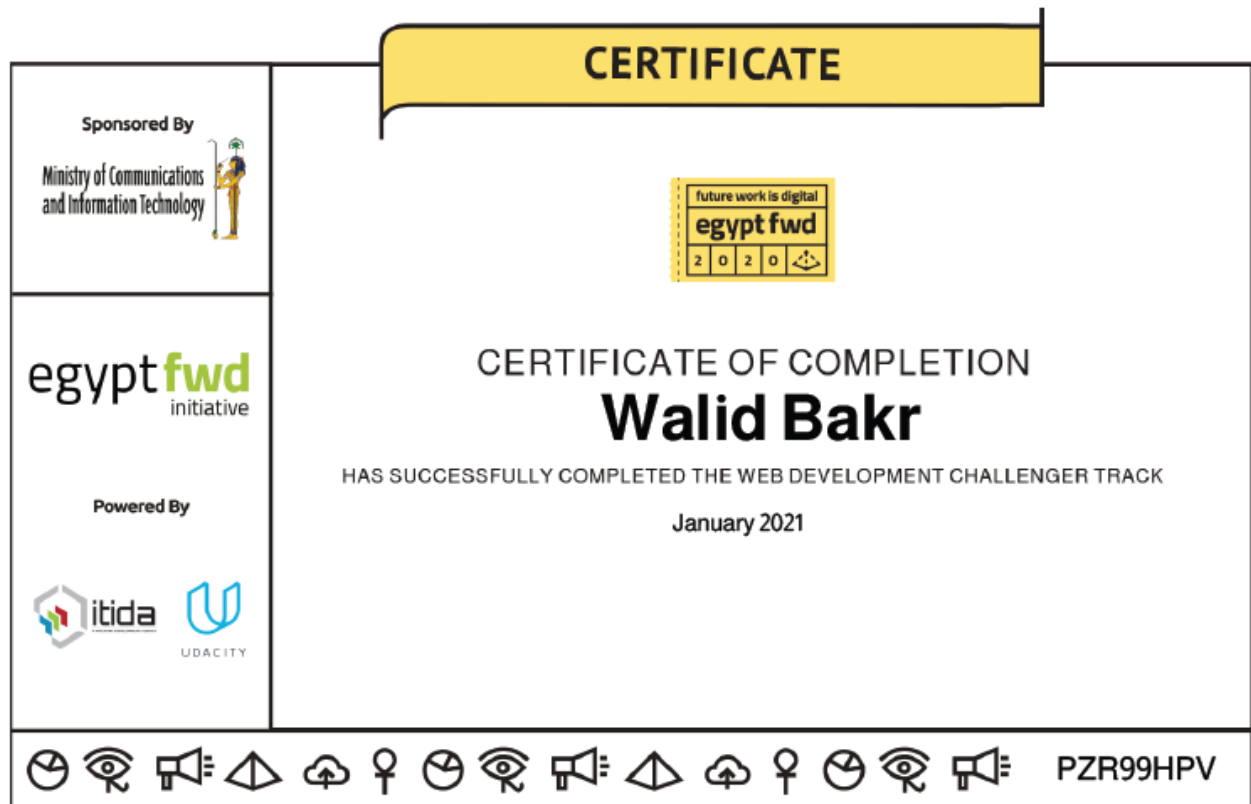 CERTIFICATE
Sponsored By
Ministry of Communications
and Information Technology
egypt fwd
initiative
Powered By
itida
UDACITY
future work is digital
egypt fwd
2 0 2 0
CERTIFICATE OF COMPLETION
Walid Bakr
HAS SUCCESSFULLY COMPLETED THE WEB DEVELOPMENT CHALLENGER TRACK
January 2021
PZR99HPV